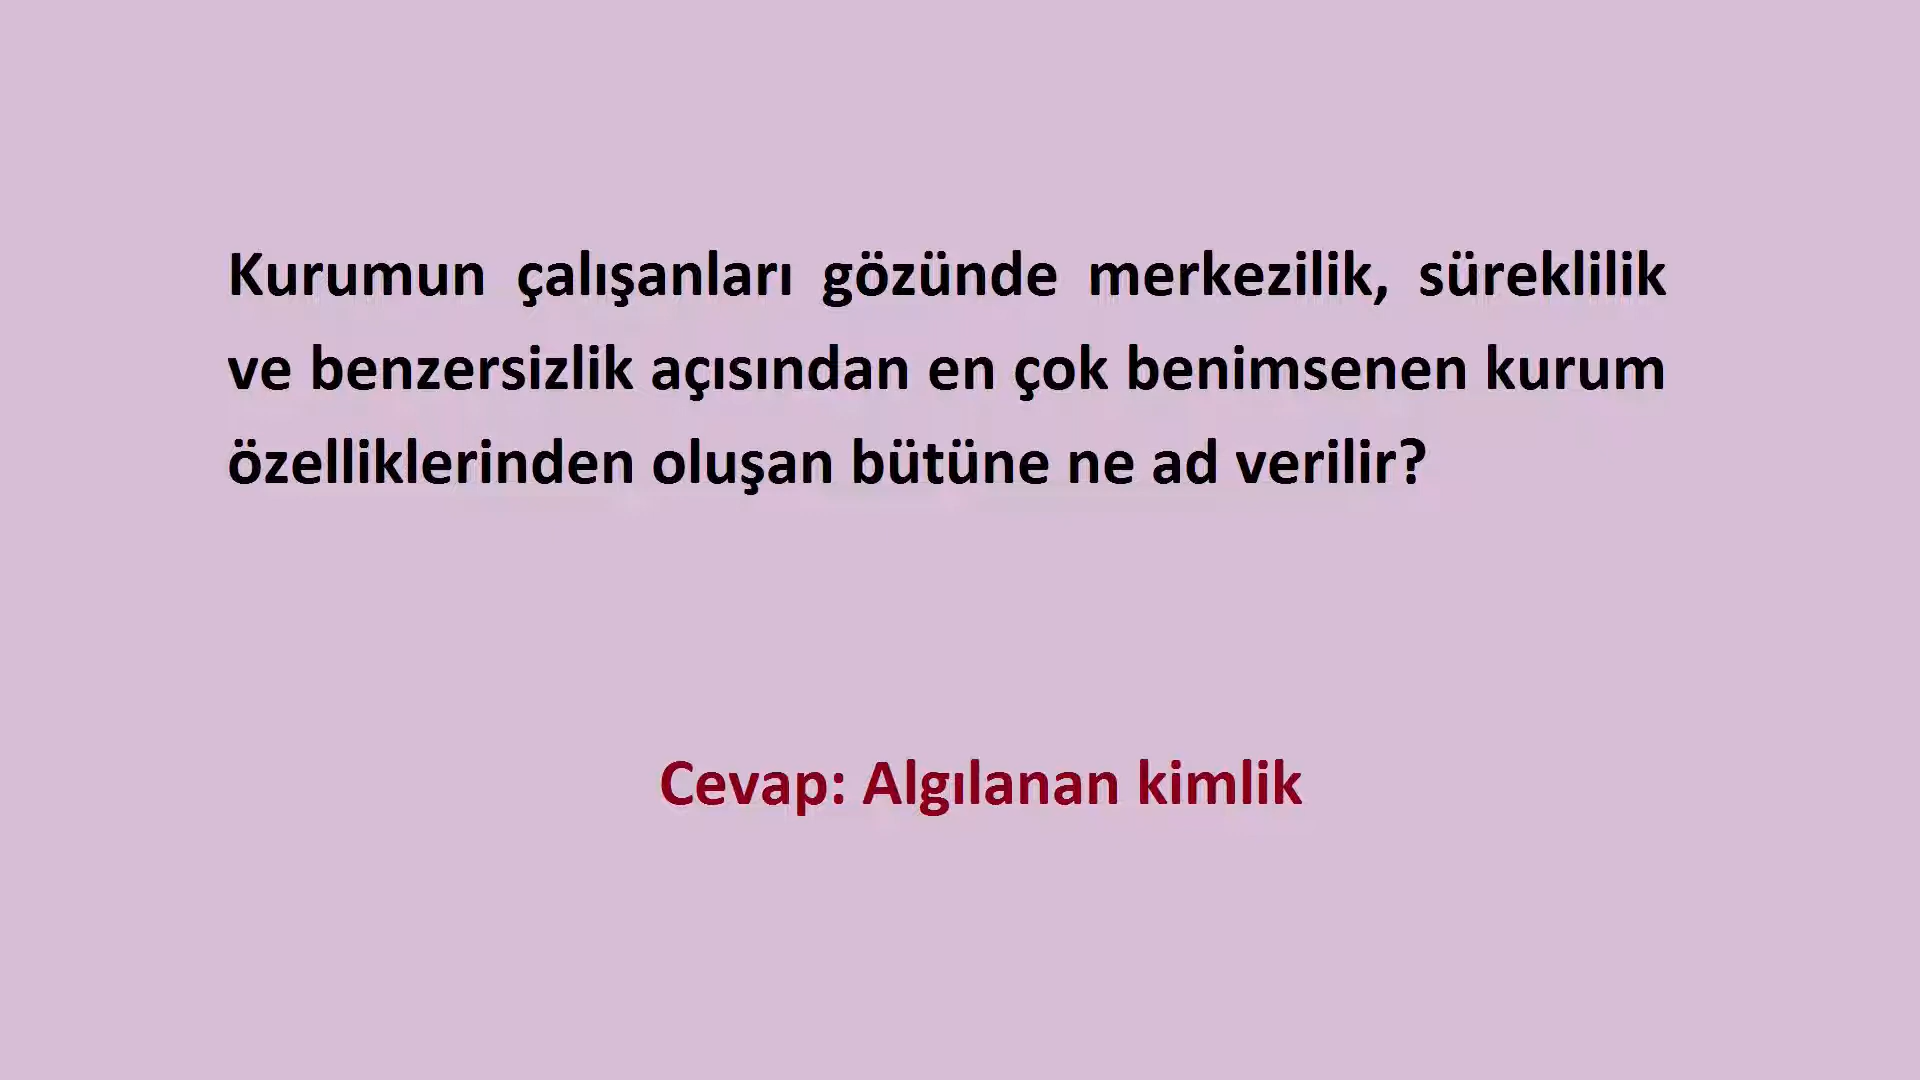 Kurumun çalışanları gözünde merkezilik, süreklilik
ve benzersizlik açısından en çok benimsenen kurum
özelliklerinden oluşan bütüne ne ad verilir?
Cevap: Algılanan kimlik